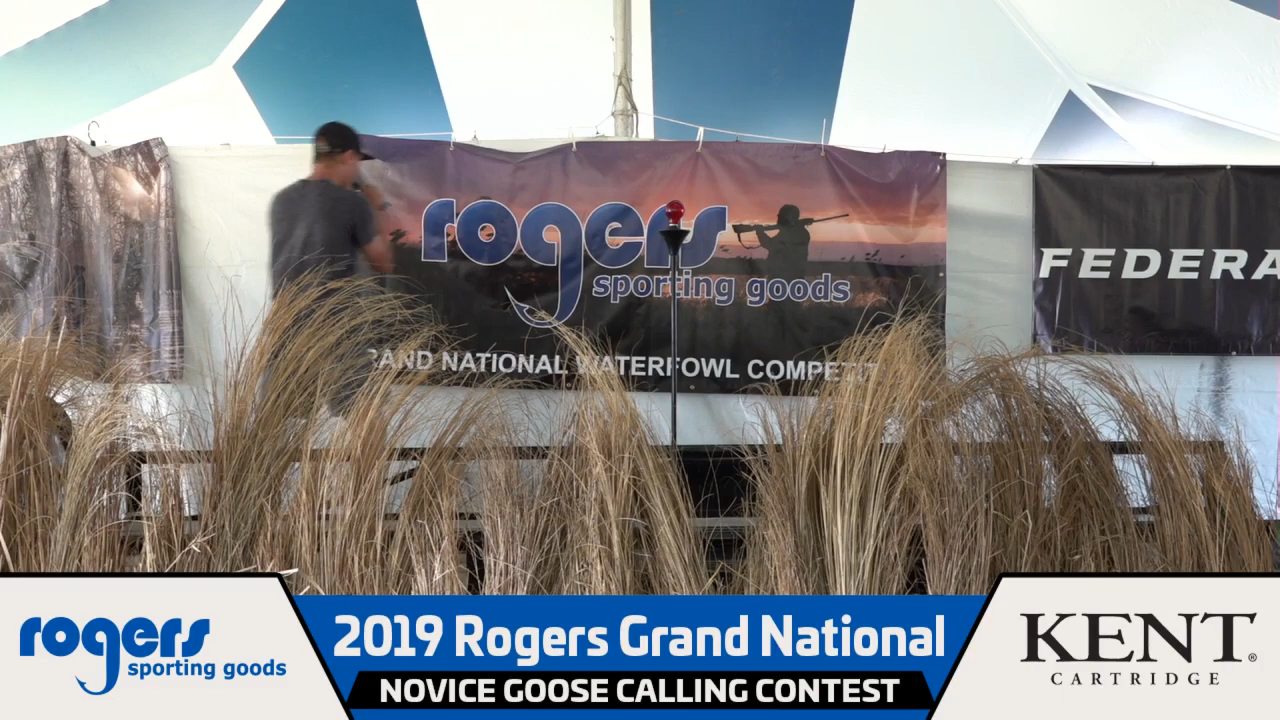 rogers
sporting goods
AND NATIONAL WATERFOWL COMPETIT
FEDERA
rogers
sporting goods
2019 Rogers Grand National
NOVICE GOOSE CALLING CONTEST
KENT®
CARTRIDGE